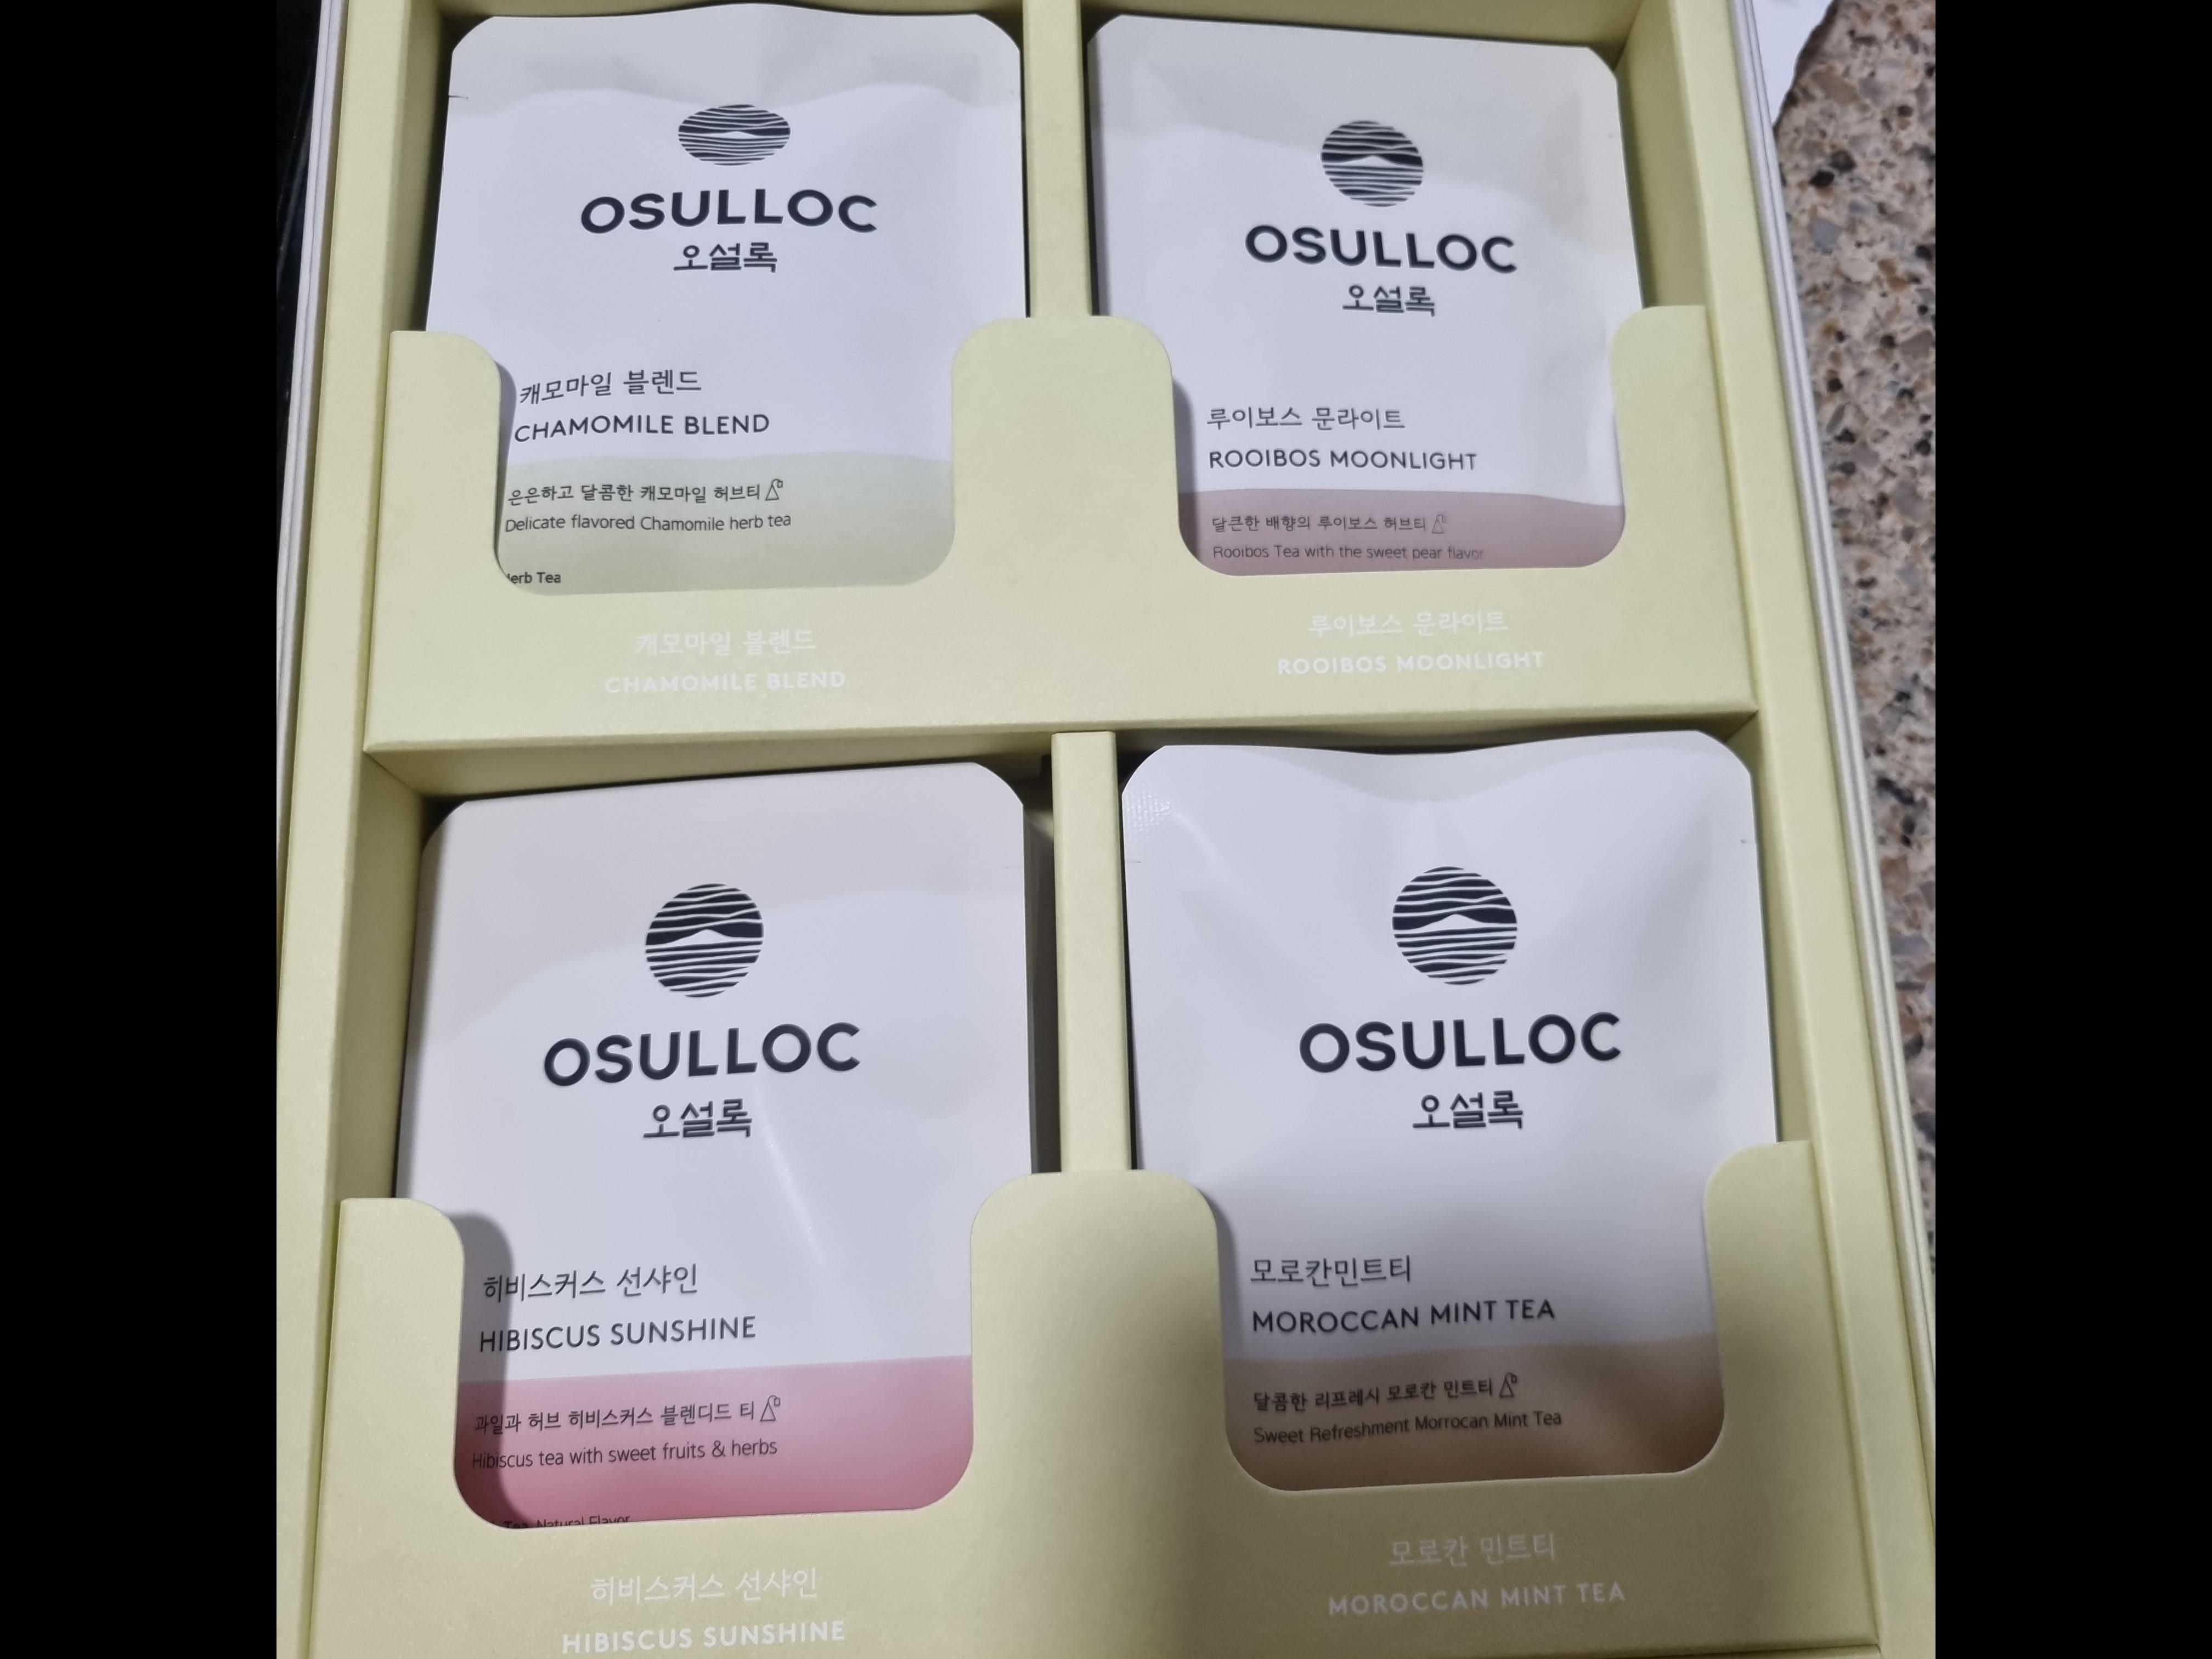 OSULLOC
오설록
캐모마일 블렌드
CHAMOMILE BLEND
은은하고 달콤한 캐모마일 허브티
Delicate flavored Chamomile herb tea
Tea
캐모마일 블렌드
CHAMOMILE BLEND
OSULLOC
오설록
루이보스 문라이트
ROOIBOS MOONLIGHT
달큰한 배향의 루이보스 허브티
Rooibos Tea with the sweet pear flavor
루이보스 문라이트
ROOIBOS MOONLIGHT
OSULLOC
오설록
히비스커스 선샤인
HIBISCUS SUNSHINE
과일과 허브 히비스커스 블렌디드 티
Hibiscus tea with sweet fruits & herbs
Tea, Natural Flavor
히비스커스 선샤인
HIBISCUS SUNSHINE
OSULLOC
오설록
모로칸민트티
MOROCCAN MINT TEA
달콤한 리프레시 모로칸 민트티
Sweet Refreshment Morrocan Mint Tea
모로칸 민트티
MOROCCAN MINT TEA